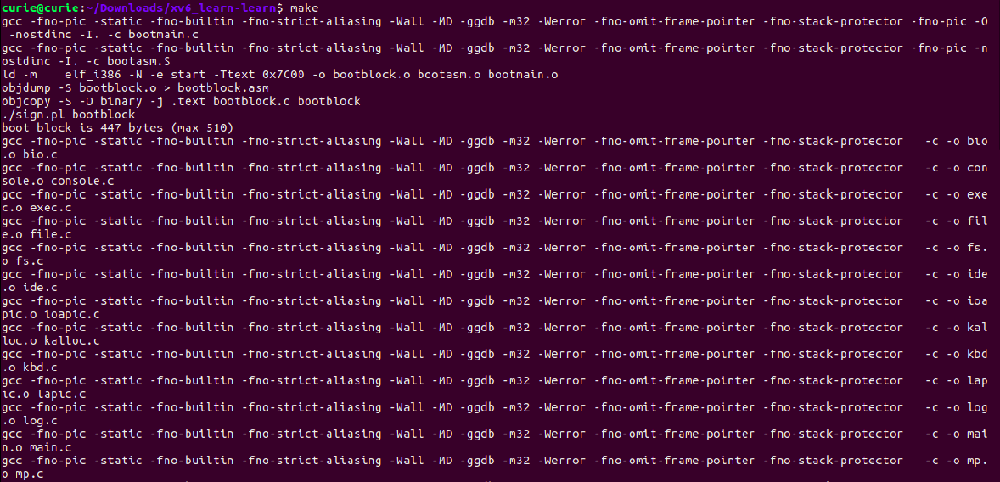 curie@curie:~/Downloads/xv6_learn-learn$ make
gcc -fno-pic -static -fno-builtin -fno-strict-aliasing -Wall -MD -ggdb -m32 -Werror -fno-omit-frame-pointer -fno-stack-protector -fno-pic -O
 -nostdinc -I. -c bootmain.c
gcc -fno-pic -static -fno-builtin -fno-strict-aliasing -Wall -MD -ggdb -m32 -Werror -fno-omit-frame-pointer -fno-stack-protector -fno-pic -n
ostdinc -I. -c bootasm.S
ld -m    elf_i386 -N -e start -Ttext 0x7C00 -o bootblock.o bootasm.o bootmain.o
objdump -S bootblock.o > bootblock.asm
objcopy -S -O binary -j .text bootblock.o bootblock
./sign.pl bootblock
boot block is 447 bytes (max 510)
gcc -fno-pic -static -fno-builtin -fno-strict-aliasing -Wall -MD -ggdb -m32 -Werror -fno-omit-frame-pointer -fno-stack-protector   -c -o bio
.o bio.c
gcc -fno-pic -static -fno-builtin -fno-strict-aliasing -Wall -MD -ggdb -m32 -Werror -fno-omit-frame-pointer -fno-stack-protector   -c -o con
sole.o console.c
gcc -fno-pic -static -fno-builtin -fno-strict-aliasing -Wall -MD -ggdb -m32 -Werror -fno-omit-frame-pointer -fno-stack-protector   -c -o exe
c.o exec.c
gcc -fno-pic -static -fno-builtin -fno-strict-aliasing -Wall -MD -ggdb -m32 -Werror -fno-omit-frame-pointer -fno-stack-protector   -c -o fil
e.o file.c
gcc -fno-pic -static -fno-builtin -fno-strict-aliasing -Wall -MD -ggdb -m32 -Werror -fno-omit-frame-pointer -fno-stack-protector   -c -o fs.
o fs.c
gcc -fno-pic -static -fno-builtin -fno-strict-aliasing -Wall -MD -ggdb -m32 -Werror -fno-omit-frame-pointer -fno-stack-protector   -c -o ide
.o ide.c
gcc -fno-pic -static -fno-builtin -fno-strict-aliasing -Wall -MD -ggdb -m32 -Werror -fno-omit-frame-pointer -fno-stack-protector   -c -o ioa
pic.o ioapic.c
gcc -fno-pic -static -fno-builtin -fno-strict-aliasing -Wall -MD -ggdb -m32 -Werror -fno-omit-frame-pointer -fno-stack-protector   -c -o kal
loc.o kalloc.c
gcc -fno-pic -static -fno-builtin -fno-strict-aliasing -Wall -MD -ggdb -m32 -Werror -fno-omit-frame-pointer -fno-stack-protector   -c -o kbd
.o kbd.c
gcc -fno-pic -static -fno-builtin -fno-strict-aliasing -Wall -MD -ggdb -m32 -Werror -fno-omit-frame-pointer -fno-stack-protector   -c -o lap
ic.o lapic.c
gcc -fno-pic -static -fno-builtin -fno-strict-aliasing -Wall -MD -ggdb -m32 -Werror -fno-omit-frame-pointer -fno-stack-protector   -c -o log
.o log.c
gcc -fno-pic -static -fno-builtin -fno-strict-aliasing -Wall -MD -ggdb -m32 -Werror -fno-omit-frame-pointer -fno-stack-protector   -c -o mai
n.o main.c
gcc -fno-pic -static -fno-builtin -fno-strict-aliasing -Wall -MD -ggdb -m32 -Werror -fno-omit-frame-pointer -fno-stack-protector   -c -o mp.
o mp.c